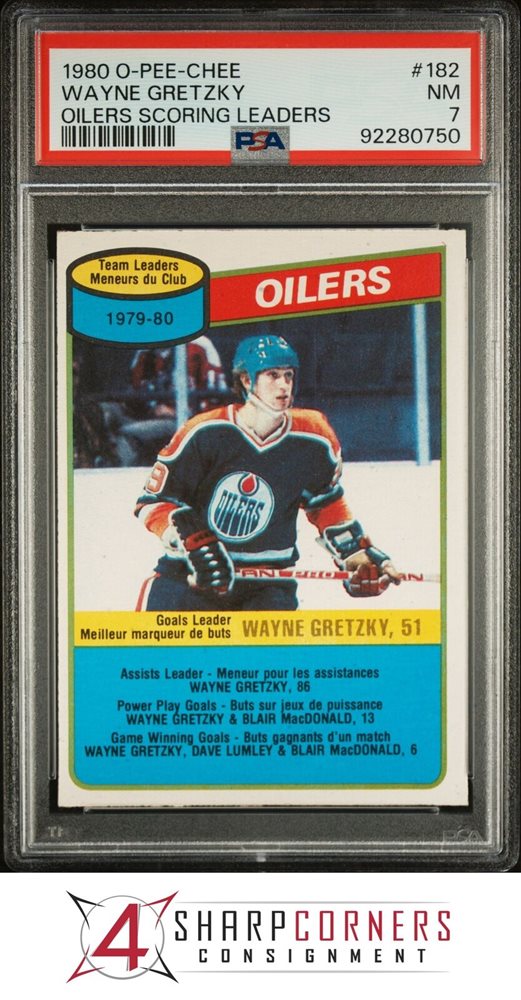 1980 O-PEE-CHEE #182
WAYNE GRETZKY NM
OILERS SCORING LEADERS 7
PSA 92280750
Team Leaders
Meneurs du Club
1979-80
OILERS
OILERS
Goals Leader
Meilleur marqueur de buts
WAYNE GRETZKY, 51
Assists Leader - Meneur pour les assistances
WAYNE GRETZKY, 86
Power Play Goals - Buts sur jeux de puissance
WAYNE GRETZKY & BLAIR MacDONALD, 13
Game Winning Goals - Buts gagnants d'un match
WAYNE GRETZKY, DAVE LUMLEY & BLAIR MacDONALD, 6
PSA
4 SHARPCORNERS
CONSIGNMENT